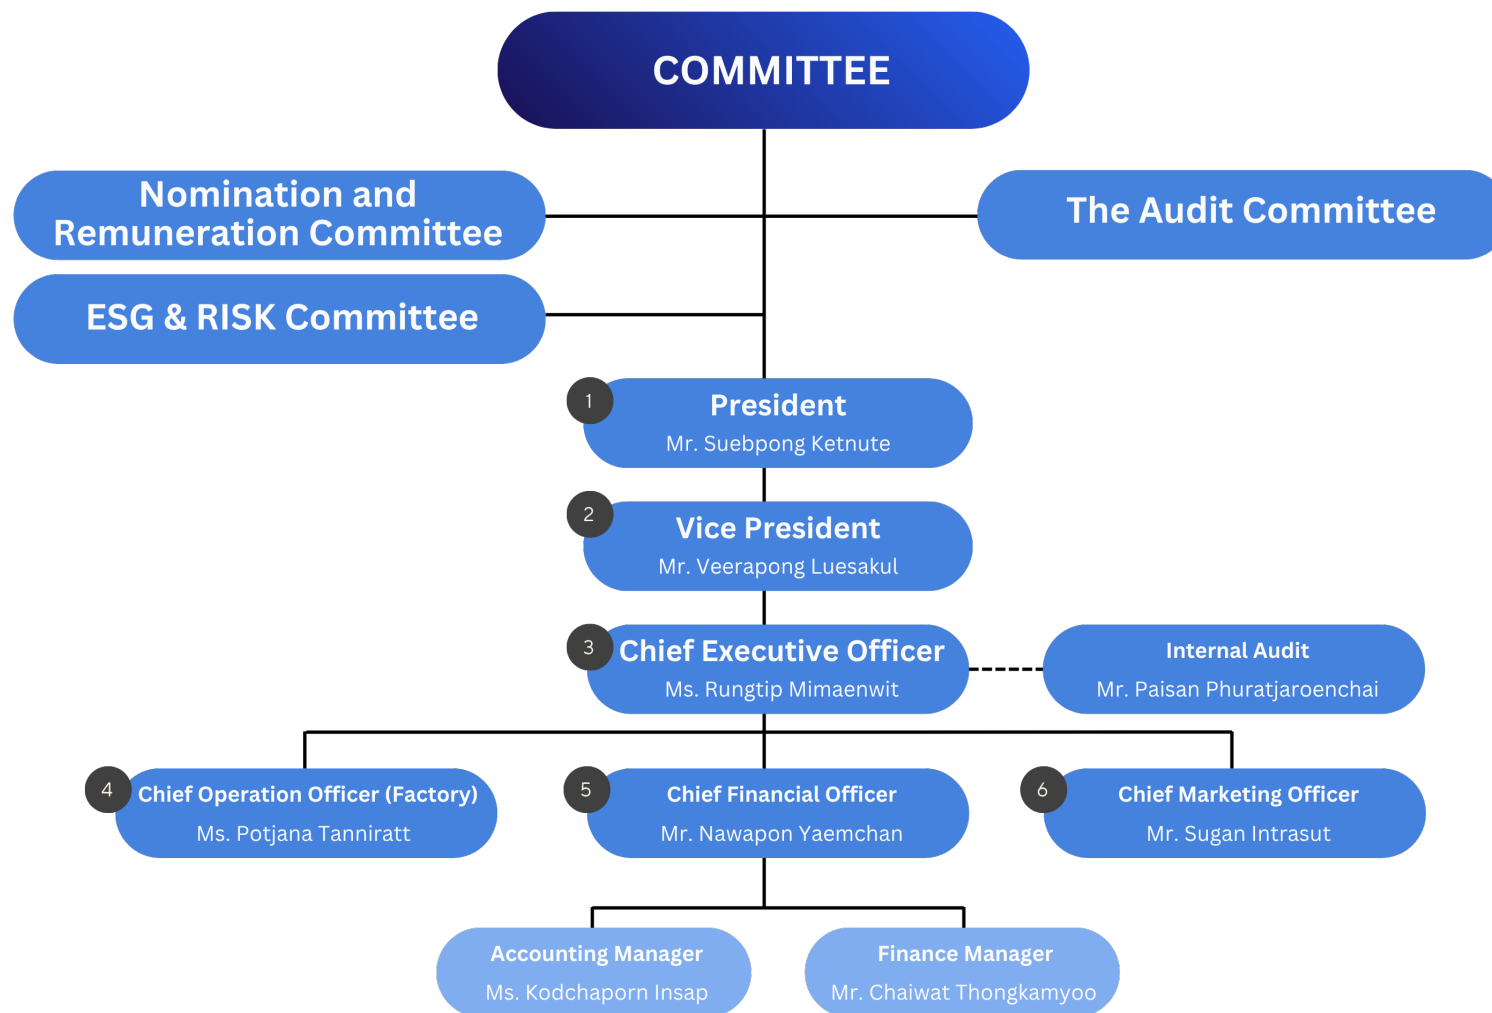 COMMITTEE
Nomination and
Remuneration Committee
The Audit Committee
ESG & RISK Committee
1
President
Mr. Suebpong Ketnute
2
Vice President
Mr. Veerapong Luesakul
3
Chief Executive Officer
Ms. Rungtip Mimaenwit
Internal Audit
Mr. Paisan Phuratjaroenchai
4
Chief Operation Officer (Factory)
Ms. Potjana Tanniratt
5
Chief Financial Officer
Mr. Nawapon Yaemchan
6
Chief Marketing Officer
Mr. Sugan Intrasut
Accounting Manager
Ms. Kodchaporn Insap
Finance Manager
Mr. Chaiwat Thongkamyoo